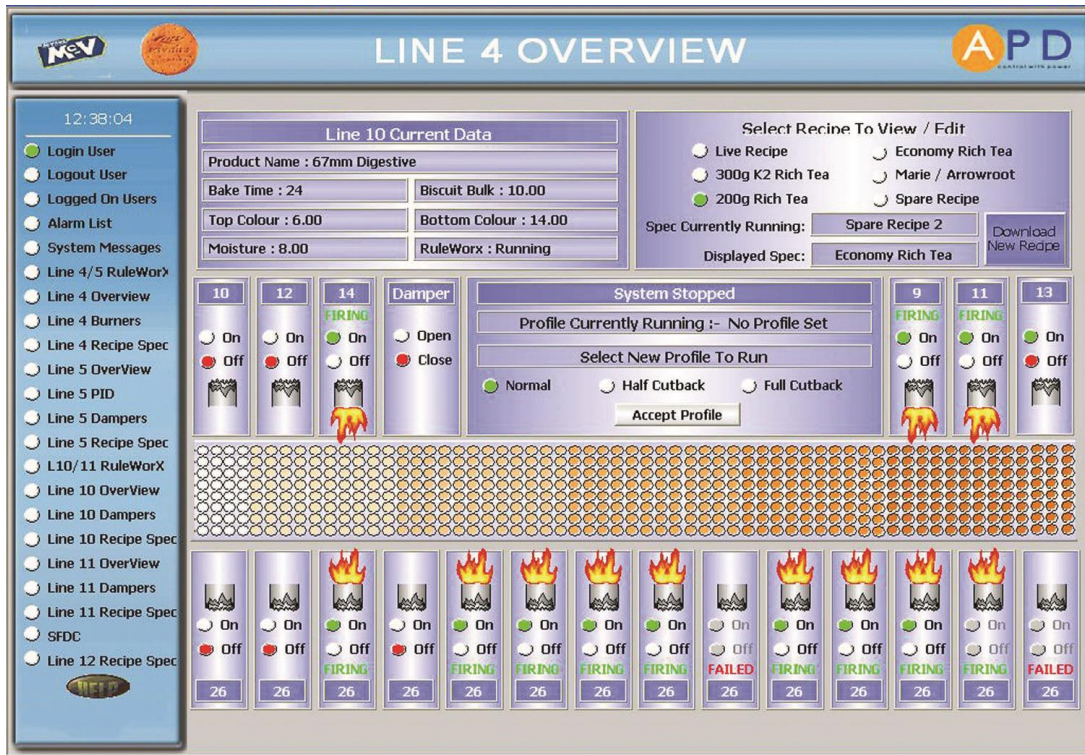 McV
LINE 4 OVERVIEW
APD
control with power
12:38:04
Login User
Logout User
Logged On Users
Alarm List
System Messages
Line 4/5 RuleWorX
Line 4 Overview
Line 4 Burners
Line 4 Recipe Spec
Line 5 OverView
Line 5 PID
Line 5 Dampers
Line 5 Recipe Spec
L10/11 RuleWorX
Line 10 OverView
Line 10 Dampers
Line 10 Recipe Spec
Line 11 OverView
Line 11 Dampers
Line 11 Recipe Spec
SFDC
Line 12 Recipe Spec
HELP
Line 10 Current Data
Product Name : 67mm Digestive
Bake Time : 24
Biscuit Bulk : 10.00
Top Colour : 6.00
Bottom Colour : 14.00
Moisture : 8.00
RuleWorx : Running
Select Recipe To View / Edit
Live Recipe
Economy Rich Tea
300g K2 Rich Tea
Marie / Arrowroot
200g Rich Tea
Spare Recipe
Spec Currently Running: Spare Recipe 2
Displayed Spec: Economy Rich Tea
Download
New Recipe
10
On
Off
12
On
Off
14
FIRING
On
Off
Damper
Open
Close
System Stopped
Profile Currently Running :- No Profile Set
Select New Profile To Run
Normal
Half Cutback
Full Cutback
Accept Profile
9
FIRING
On
Off
11
FIRING
On
Off
13
On
Off
On
Off
26
On
Off
26
On
Off
FIRING
26
On
Off
26
On
Off
FIRING
26
On
Off
FIRING
26
On
Off
FIRING
26
On
Off
FIRING
26
On
Off
FAILED
26
On
Off
FIRING
26
On
Off
FIRING
26
On
Off
FIRING
26
On
Off
FIRING
26
On
Off
FAILED
26